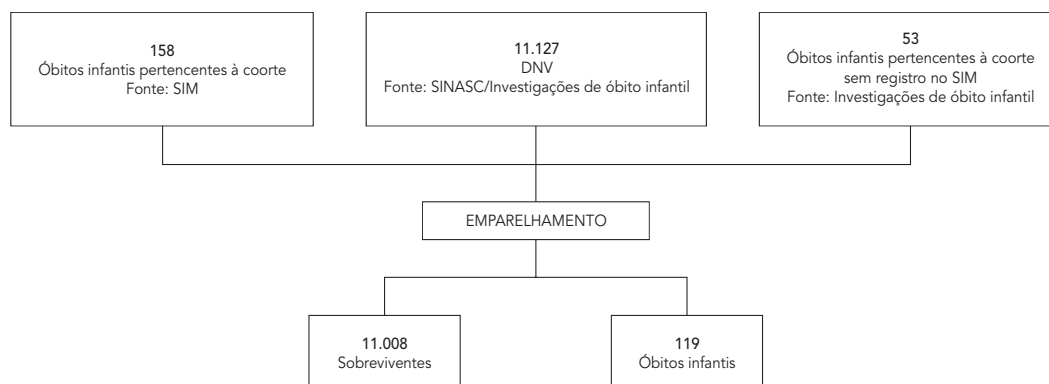 158
Óbitos infantis pertencentes à coorte
Fonte: SIM
11.127
DNV
Fonte: SINASC/Investigações de óbito infantil
53
Óbitos infantis pertencentes à coorte
sem registro no SIM
Fonte: Investigações de óbito infantil
EMPARELHAMENTO
11.008
Sobreviventes
119
Óbitos infantis